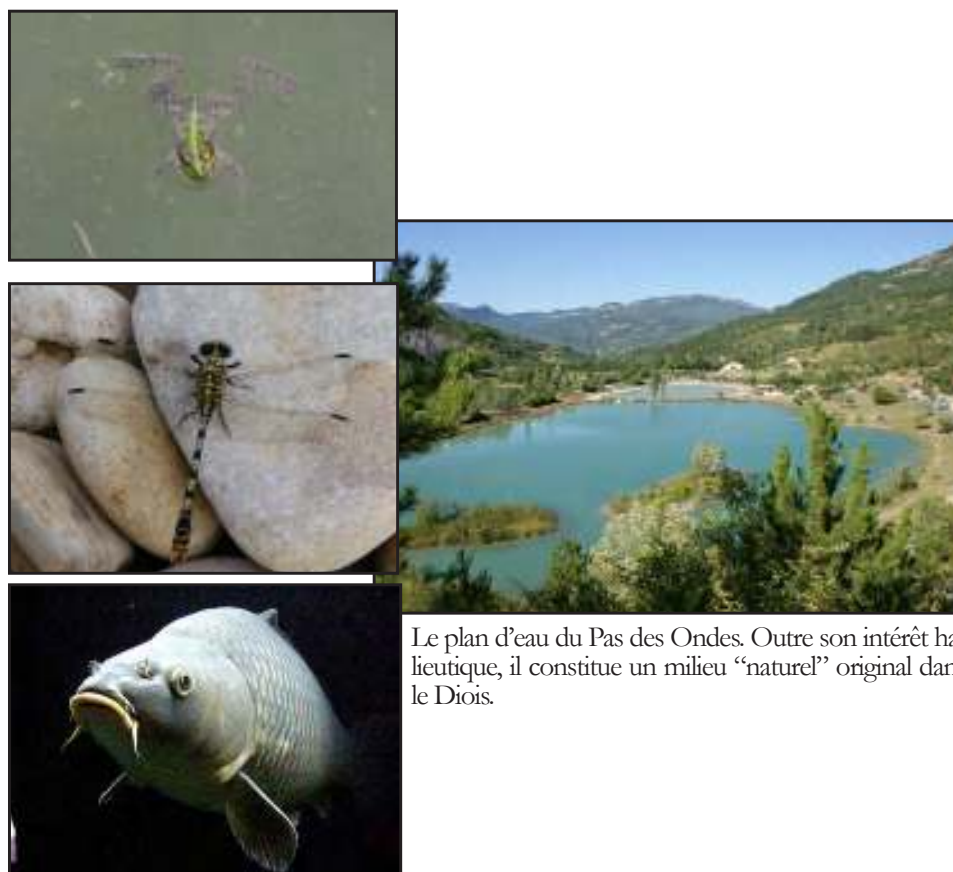 Le plan d’eau du Pas des Ondes. Outre son intérêt ha
lieutique, il constitue un milieu “naturel” original dan
le Diois.